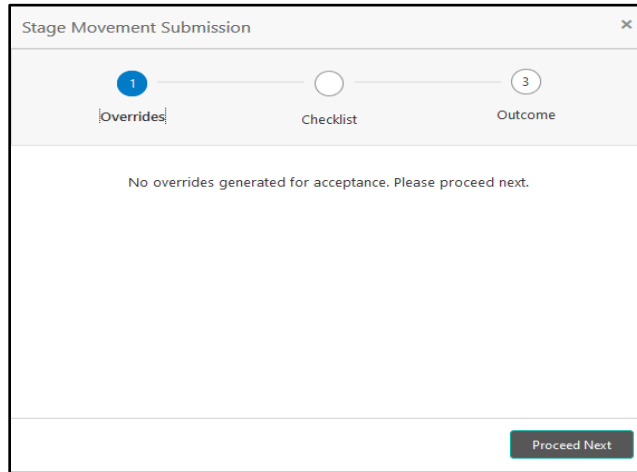 Stage Movement Submission ×
1 3
Overrides Checklist Outcome
No overrides generated for acceptance. Please proceed next.
Proceed Next